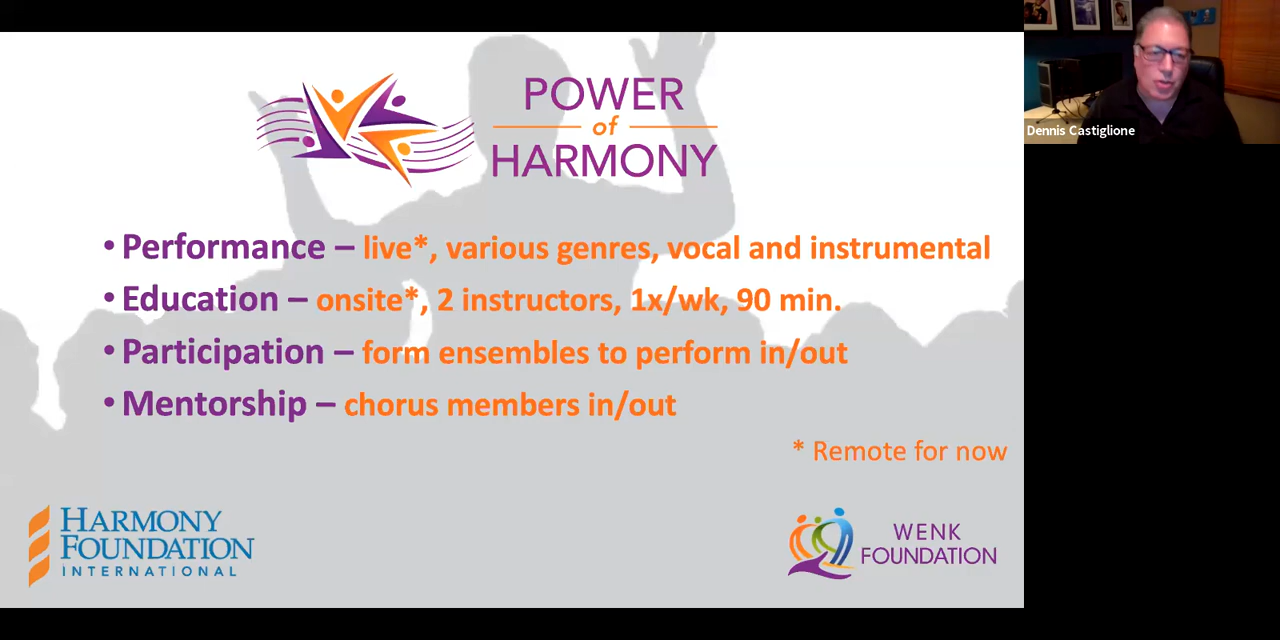 POWER
of
HARMONY
• Performance – live*, various genres, vocal and instrumental
• Education – onsite*, 2 instructors, 1x/wk, 90 min.
• Participation – form ensembles to perform in/out
• Mentorship – chorus members in/out
* Remote for now
HARMONY
FOUNDATION
INTERNATIONAL
WENK
FOUNDATION
Dennis Castiglione